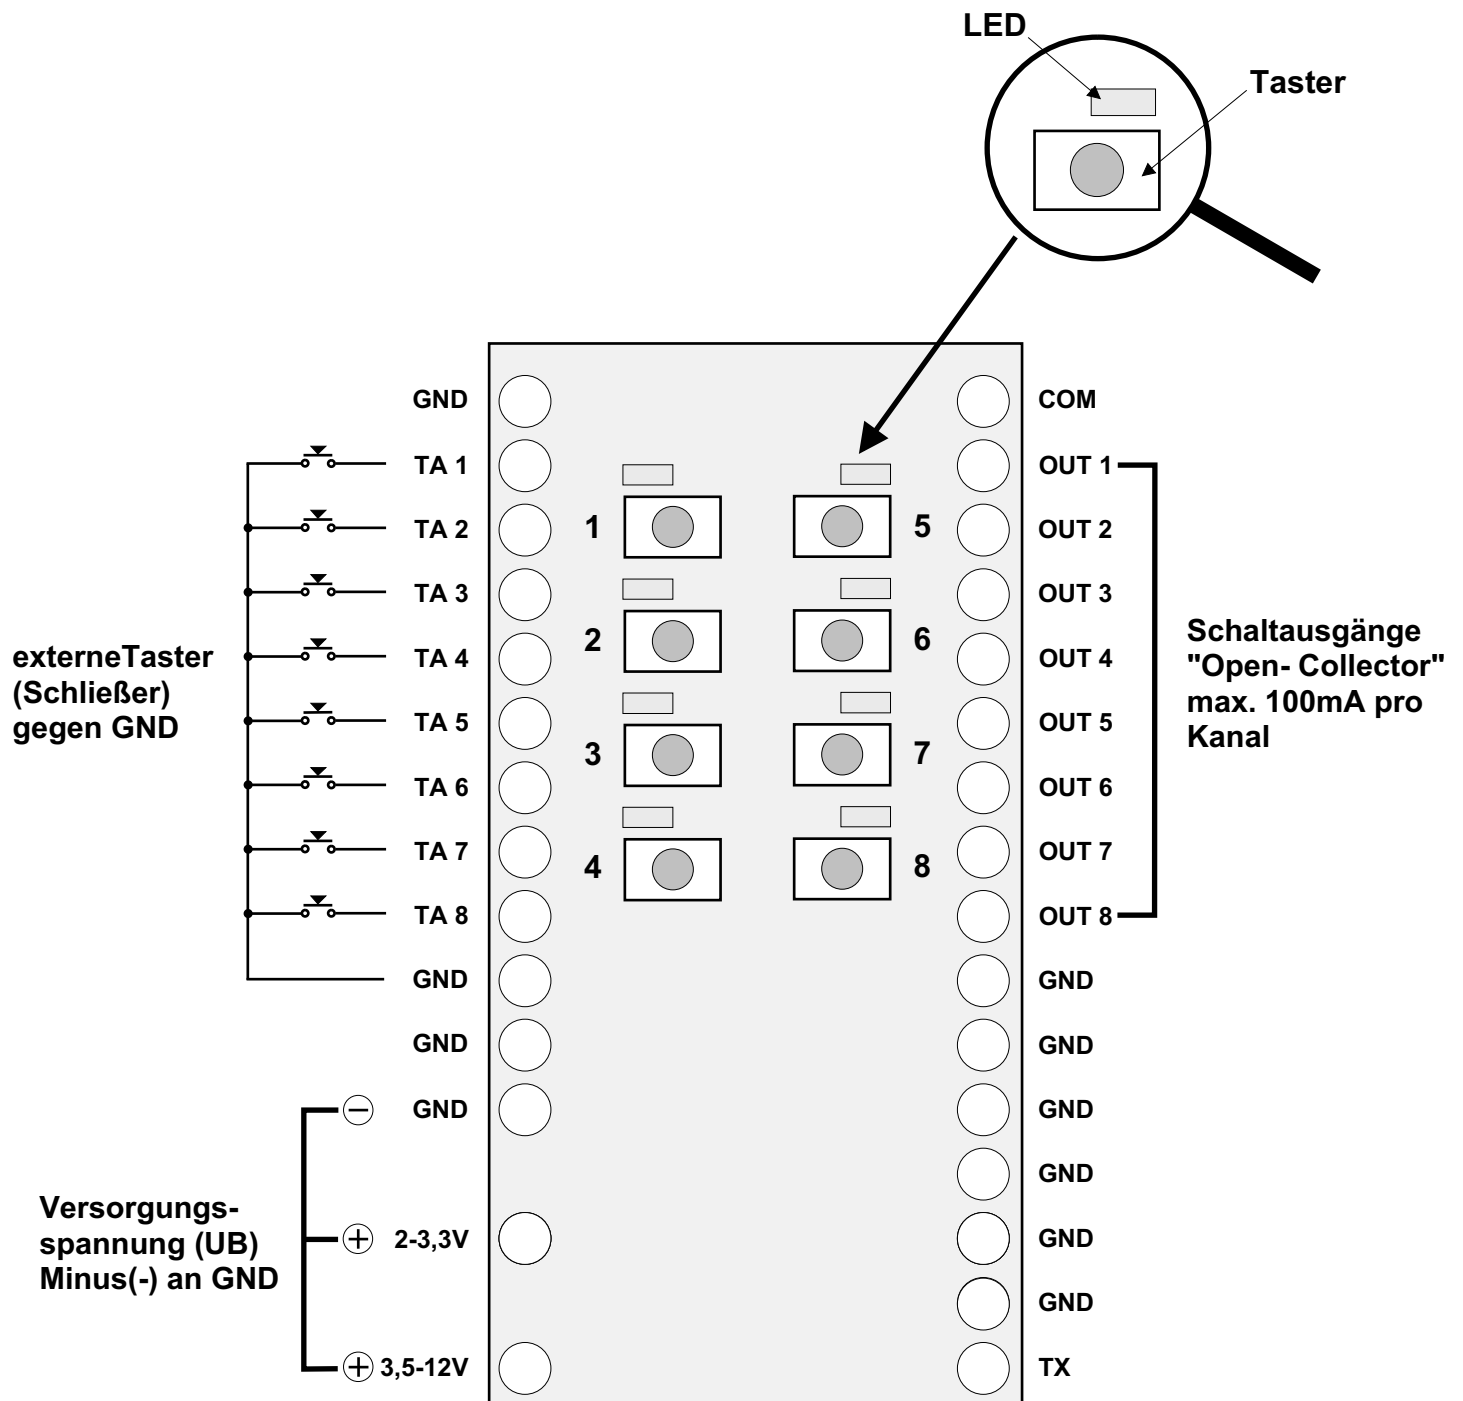 LED
Taster
GND
TA 1
TA 2
TA 3
TA 4
TA 5
TA 6
TA 7
TA 8
GND
GND
GND
2-3,3V
3,5-12V
externeTaster
(Schließer)
gegen GND
Versorgungs-
spannung (UB)
Minus(-) an GND
1
2
3
4
5
6
7
8
COM
OUT 1
OUT 2
OUT 3
OUT 4
OUT 5
OUT 6
OUT 7
OUT 8
GND
GND
GND
GND
GND
GND
TX
Schaltausgänge
"Open- Collector"
max. 100mA pro
Kanal